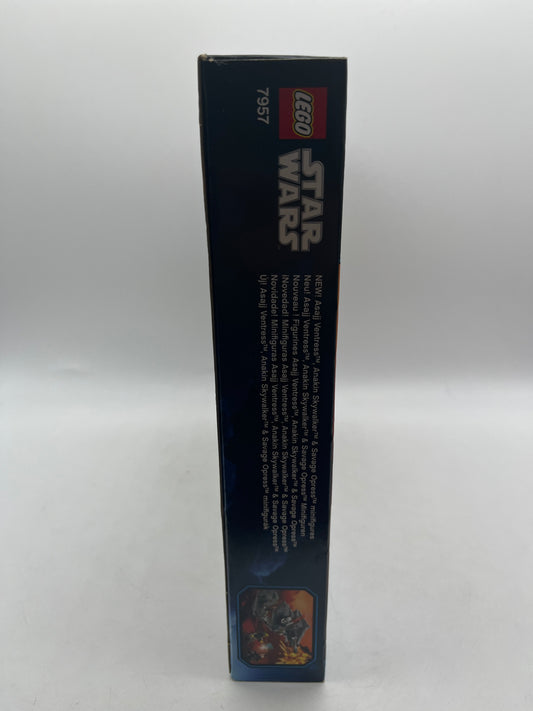 LEGO
STAR
WARS
7957
NEW! Asajj Ventress™, Anakin Skywalker™ & Savage Opress™ minifigures
Neu! Asajj Ventress™, Anakin Skywalker™ & Savage Opress™ Minifiguren
Nouveau ! Figurines Asajj Ventress™, Anakin Skywalker™ & Savage Opress™
¡Novedad! Minifiguras Asajj Ventress™, Anakin Skywalker™ & Savage Opress™
Novidade! Minifiguras Asajj Ventress™, Anakin Skywalker™ & Savage Opress™
Új! Asajj Ventress™, Anakin Skywalker™ & Savage Opress™ minifigurák